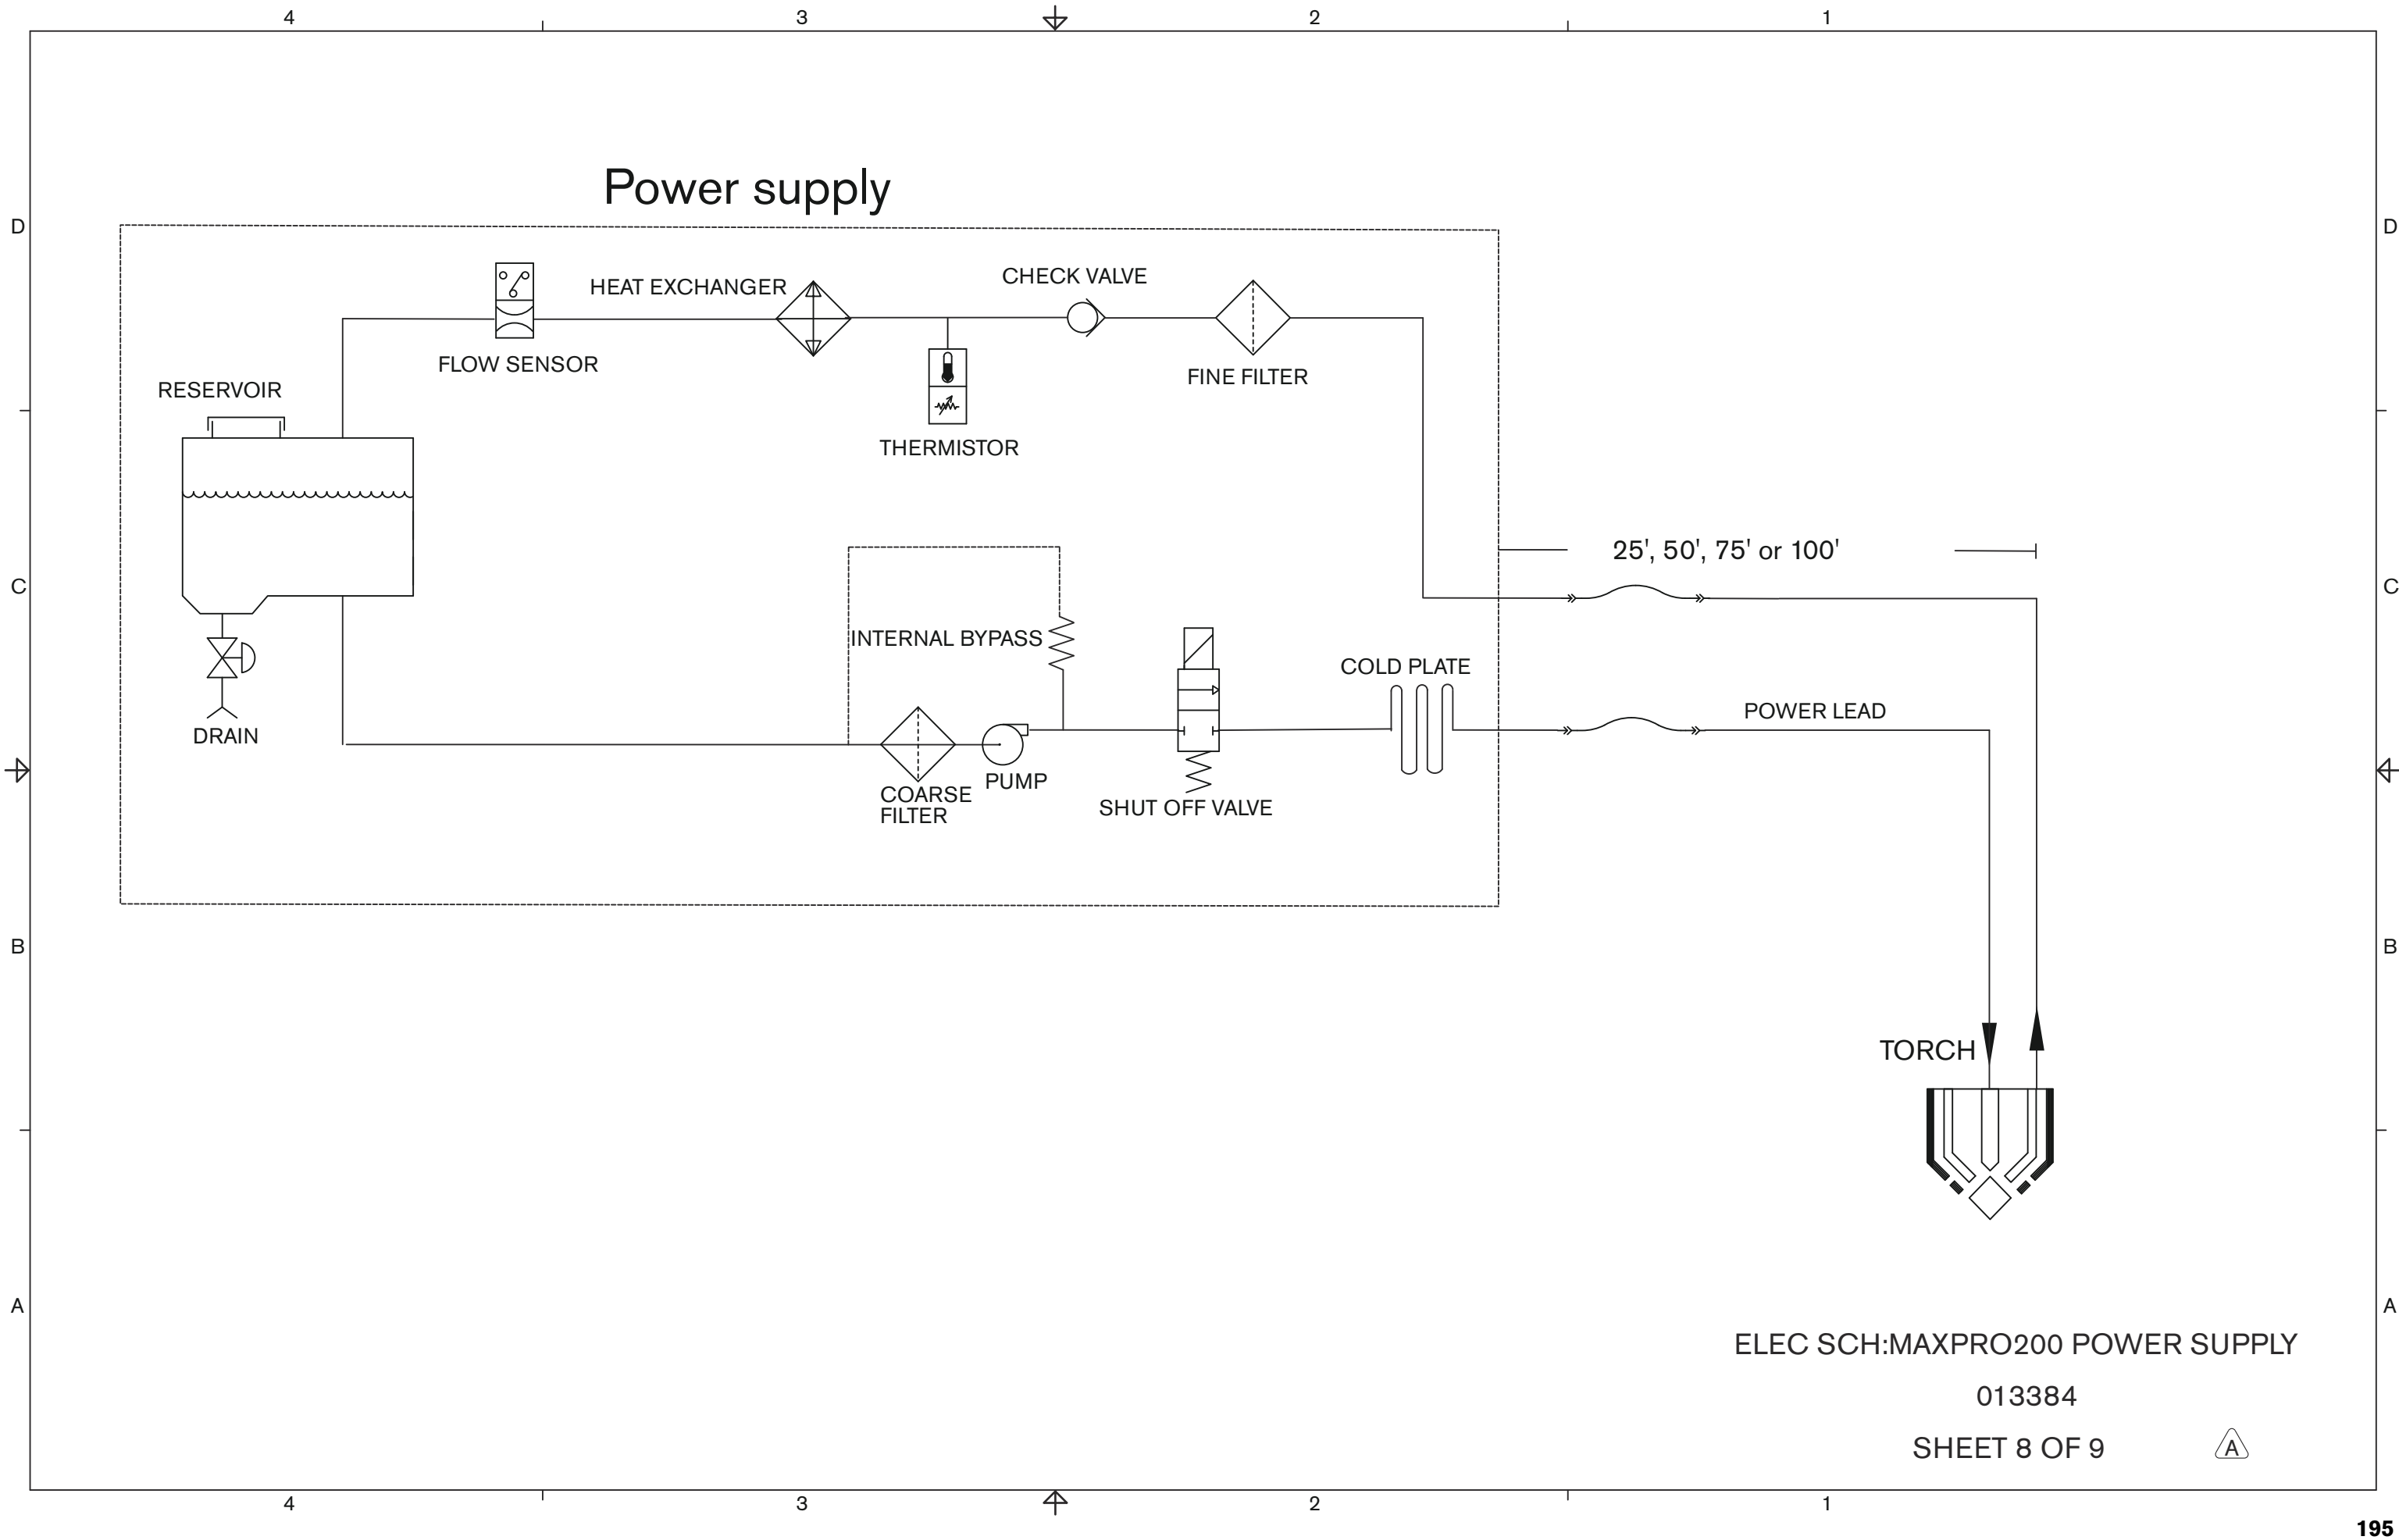 4 3 2 1
Power supply
D D
HEAT EXCHANGER
CHECK VALVE
FLOW SENSOR
FINE FILTER
RESERVOIR
THERMISTOR
25', 50', 75' or 100'
C C
INTERNAL BYPASS
COLD PLATE
POWER LEAD
DRAIN
PUMP
COARSE
FILTER
SHUT OFF VALVE
B B
TORCH
A A
ELEC SCH:MAXPRO200 POWER SUPPLY
013384
SHEET 8 OF 9
A
4 3 2 1
195